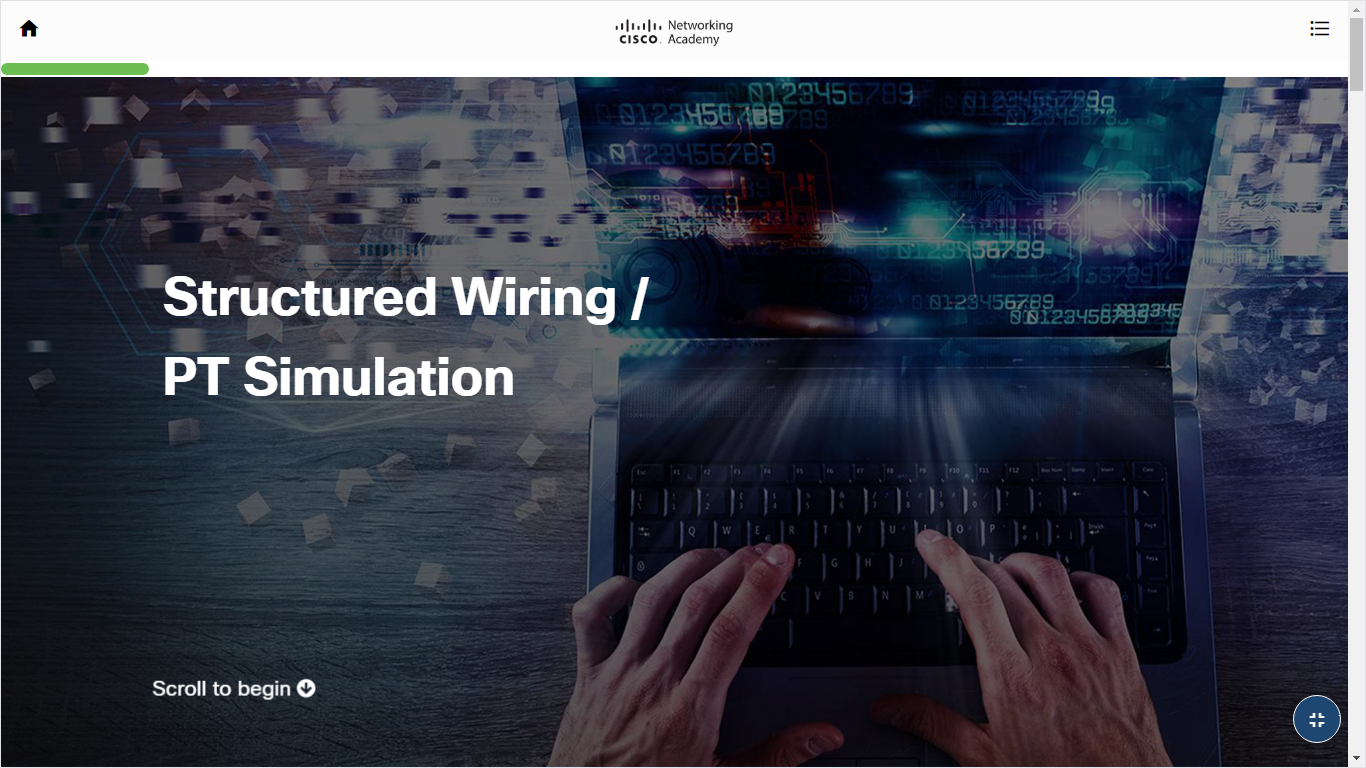 Networking
CISCO Academy
0123456789
0123456789
0123456789
Structured Wiring /
PT Simulation
Scroll to begin